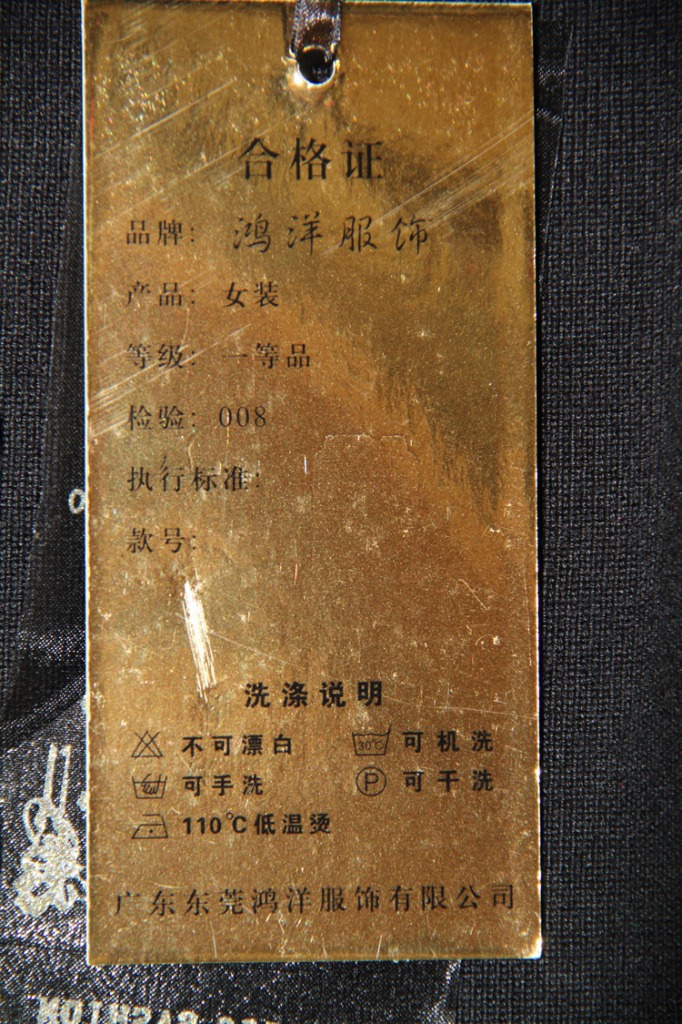 合格证
品牌: 鸿洋服饰
产品: 女装
等级: 一等品
检验: 008
执行标准:
款号:
洗涤说明
不可漂白 30℃ 可机洗
可手洗 P 可干洗
110℃低温烫
广东东莞鸿洋服饰有限公司